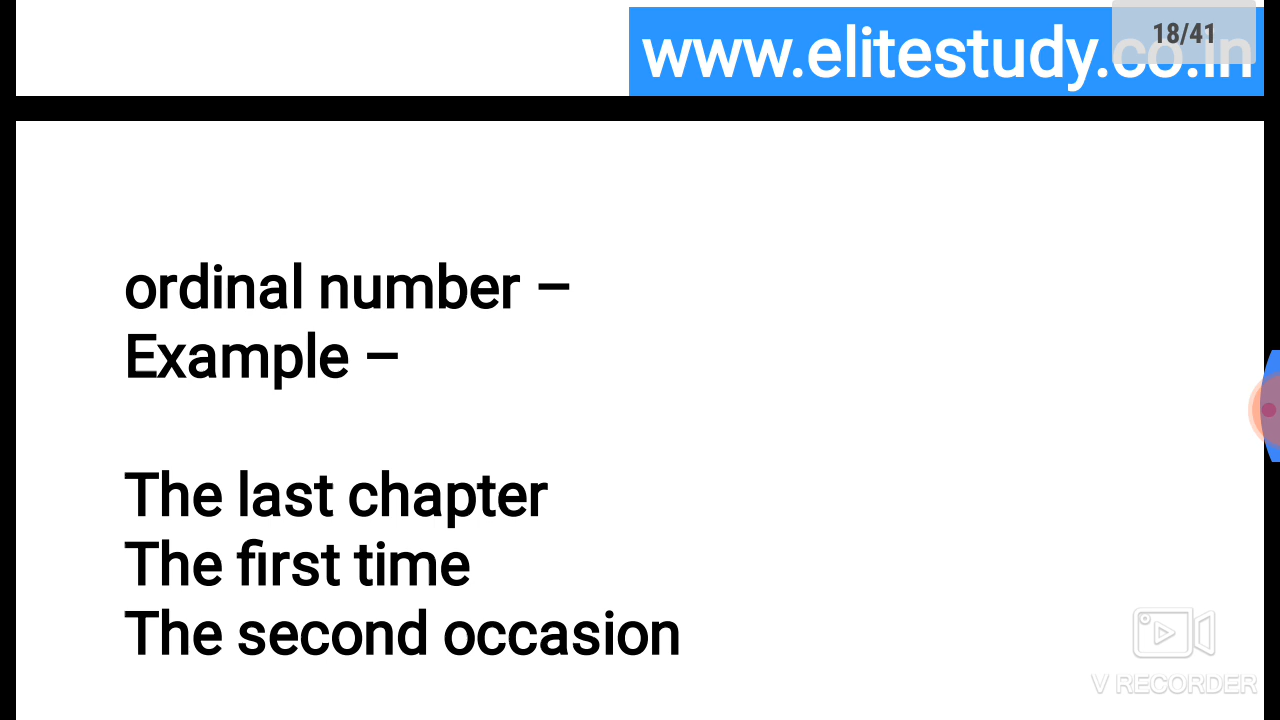 www.elitestudy.co.in
18/41
ordinal number –
Example –
The last chapter
The first time
The second occasion
V RECORDER